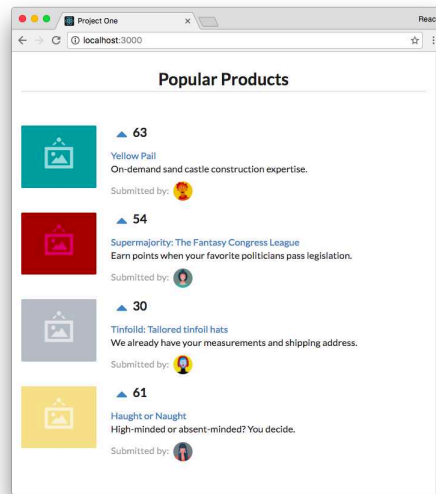 Project One
Reac
localhost:3000
Popular Products
63
Yellow Pail
On-demand sand castle construction expertise.
Submitted by:
54
Supermajority: The Fantasy Congress League
Earn points when your favorite politicians pass legislation.
Submitted by:
30
Tinfoild: Tailored tinfoil hats
We already have your measurements and shipping address.
Submitted by:
61
Haught or Naught
High-minded or absent-minded? You decide.
Submitted by: